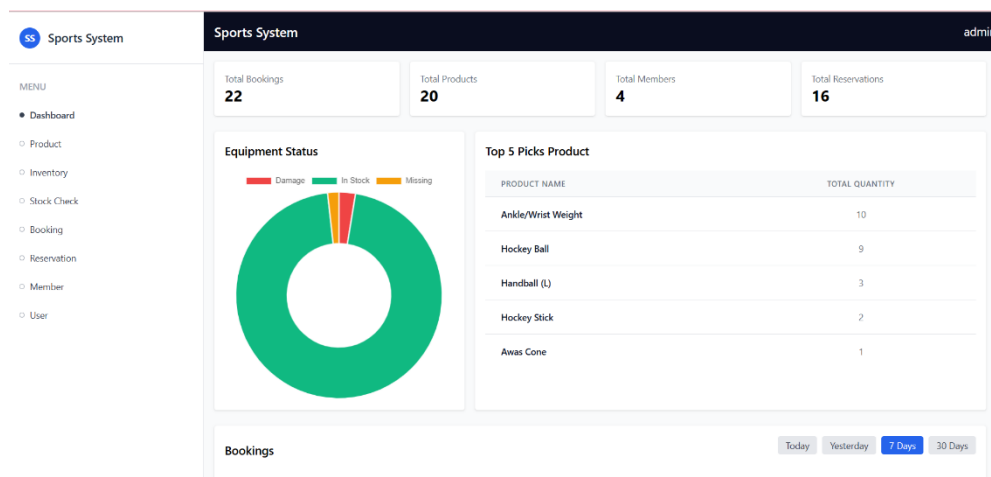 SS Sports System
MENU
Dashboard
Product
Inventory
Stock Check
Booking
Reservation
Member
User
Sports System
Total Bookings
22
Total Products
20
Total Members
4
Total Reservations
16
Equipment Status
Damage In Stock Missing
Top 5 Picks Product
PRODUCT NAME TOTAL QUANTITY
Ankle/Wrist Weight 10
Hockey Ball 9
Handball (L) 3
Hockey Stick 2
Awas Cone 1
Bookings
Today Yesterday 7 Days 30 Days